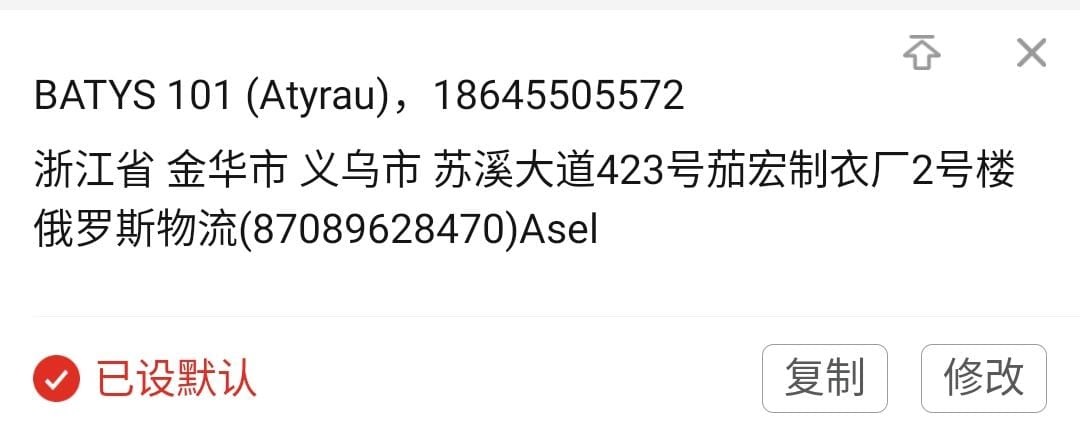 BATYS 101 (Atyrau)，18645505572
浙江省 金华市 义乌市 苏溪大道423号茄宏制衣厂2号楼
俄罗斯物流(87089628470)Asel
已设默认
复制
修改